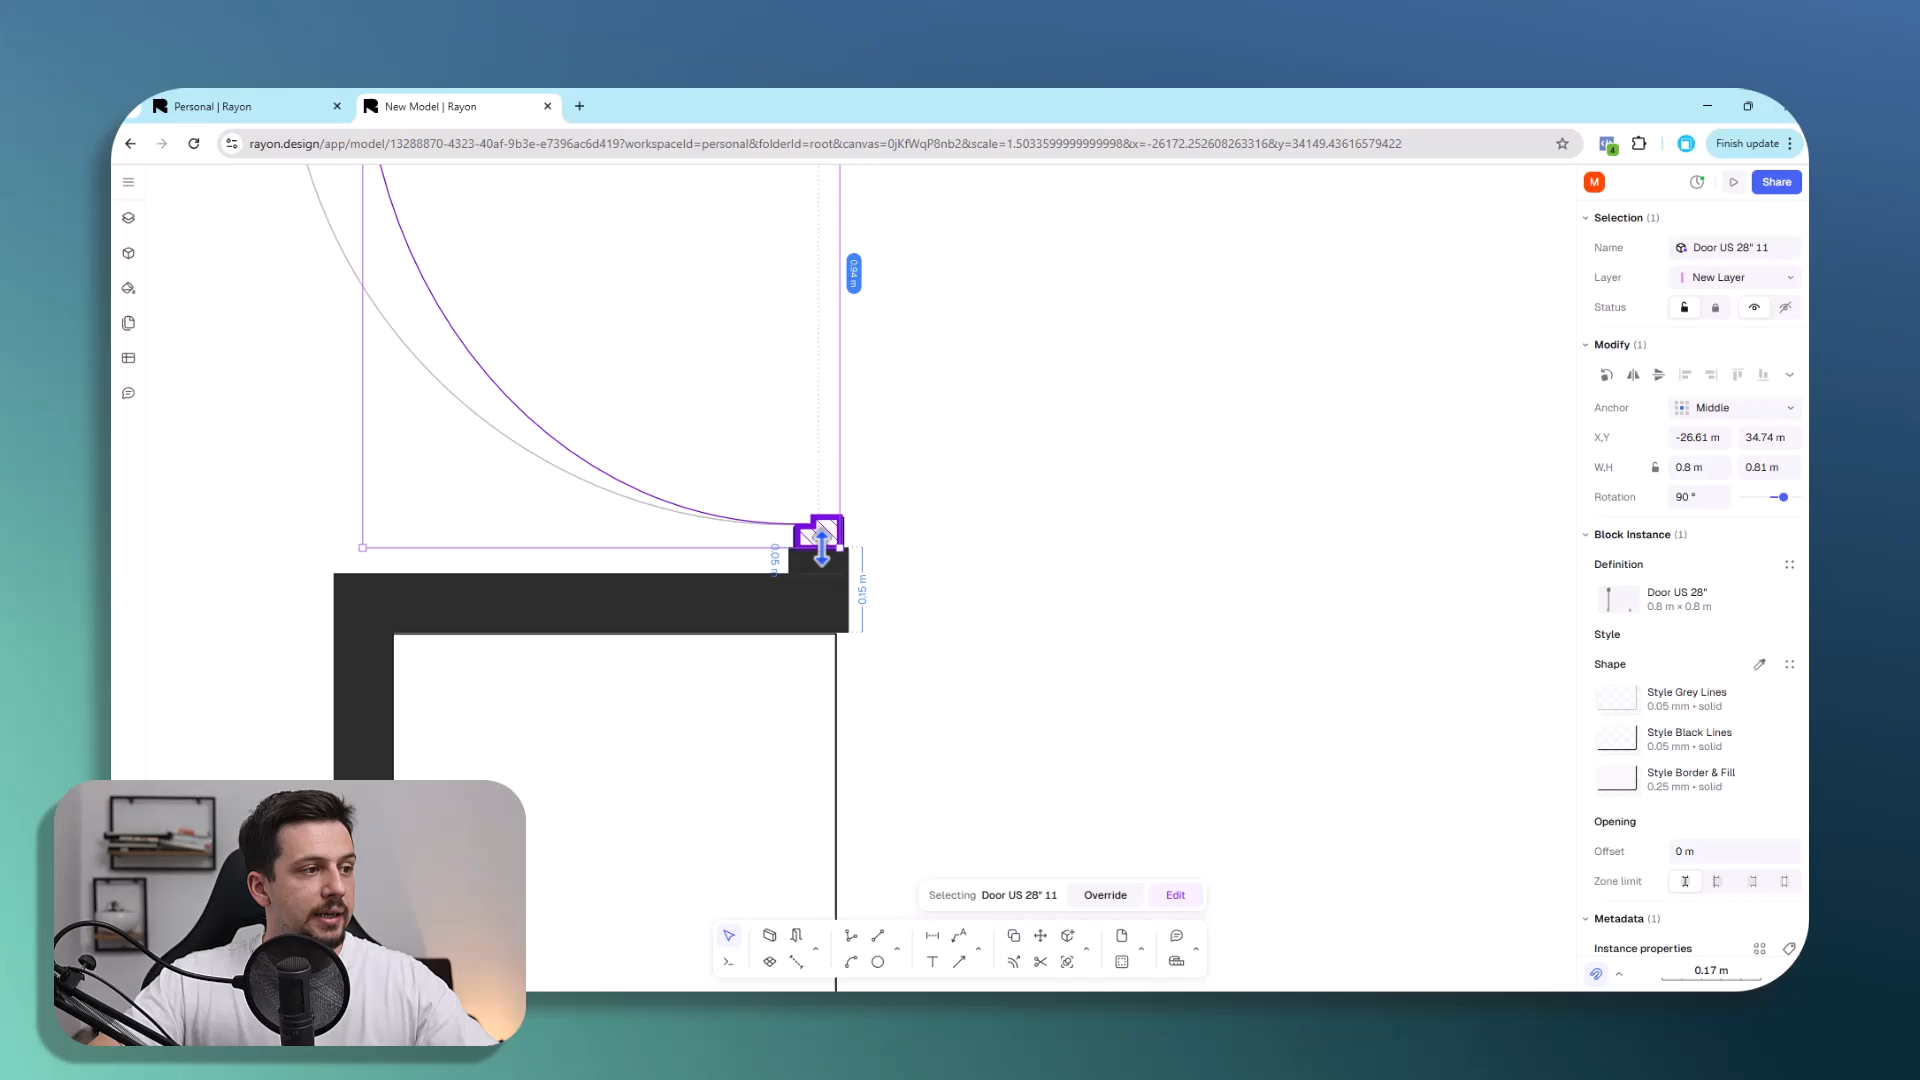 Personal | Rayon
New Model | Rayon
rayon.design/app/model/13288870-4323-40af-9b3e-e7396ac6d419?workspaceId=personal&folderId=root&canvas=0jKfWqP8nb2&scale=1.5033599999999998&x=-26172.2526082633316&y=34149.43616579422
4
Finish update
M
Share
Selection (1)
Name
Door US 28" 11
Layer
New Layer
Status
Modify (1)
Anchor
Middle
X,Y
-26.61 m
34.74 m
W,H
0.8 m
0.81 m
Rotation
90 °
Block Instance (1)
Definition
Door US 28"
0.8 m × 0.8 m
Style
Shape
Style Grey Lines
0.05 mm • solid
Style Black Lines
0.05 mm • solid
Style Border & Fill
0.25 mm • solid
Opening
Offset
0 m
Zone limit
Metadata (1)
Instance properties
0.17 m
0.94 m
0.05 m
0.15 m
Selecting Door US 28" 11
Override
Edit